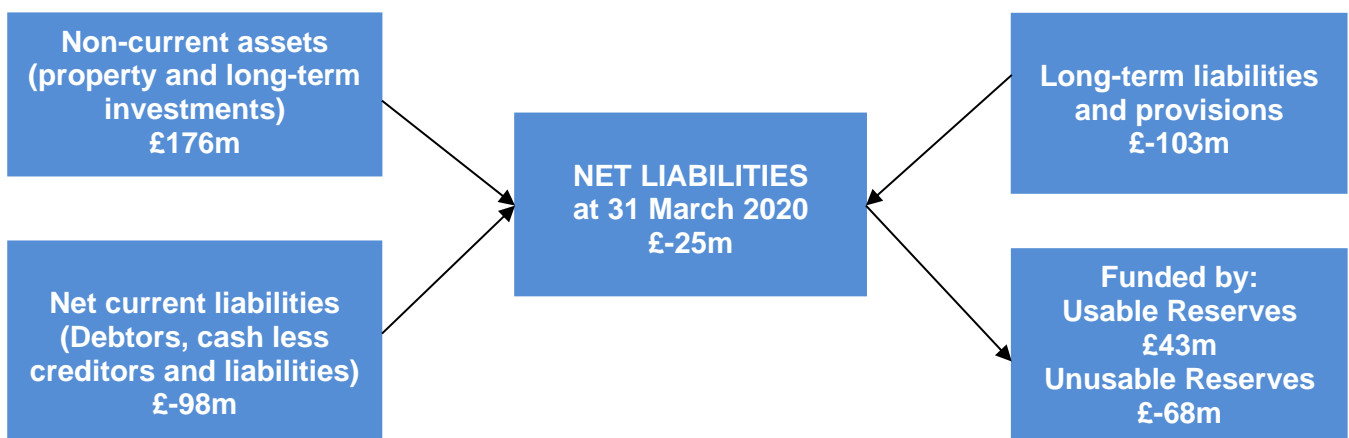 Non-current assets
(property and long-term
investments)
£176m
Net current liabilities
(Debtors, cash less
creditors and liabilities)
£-98m
NET LIABILITIES
at 31 March 2020
£-25m
Long-term liabilities
and provisions
£-103m
Funded by:
Usable Reserves
£43m
Unusable Reserves
£-68m